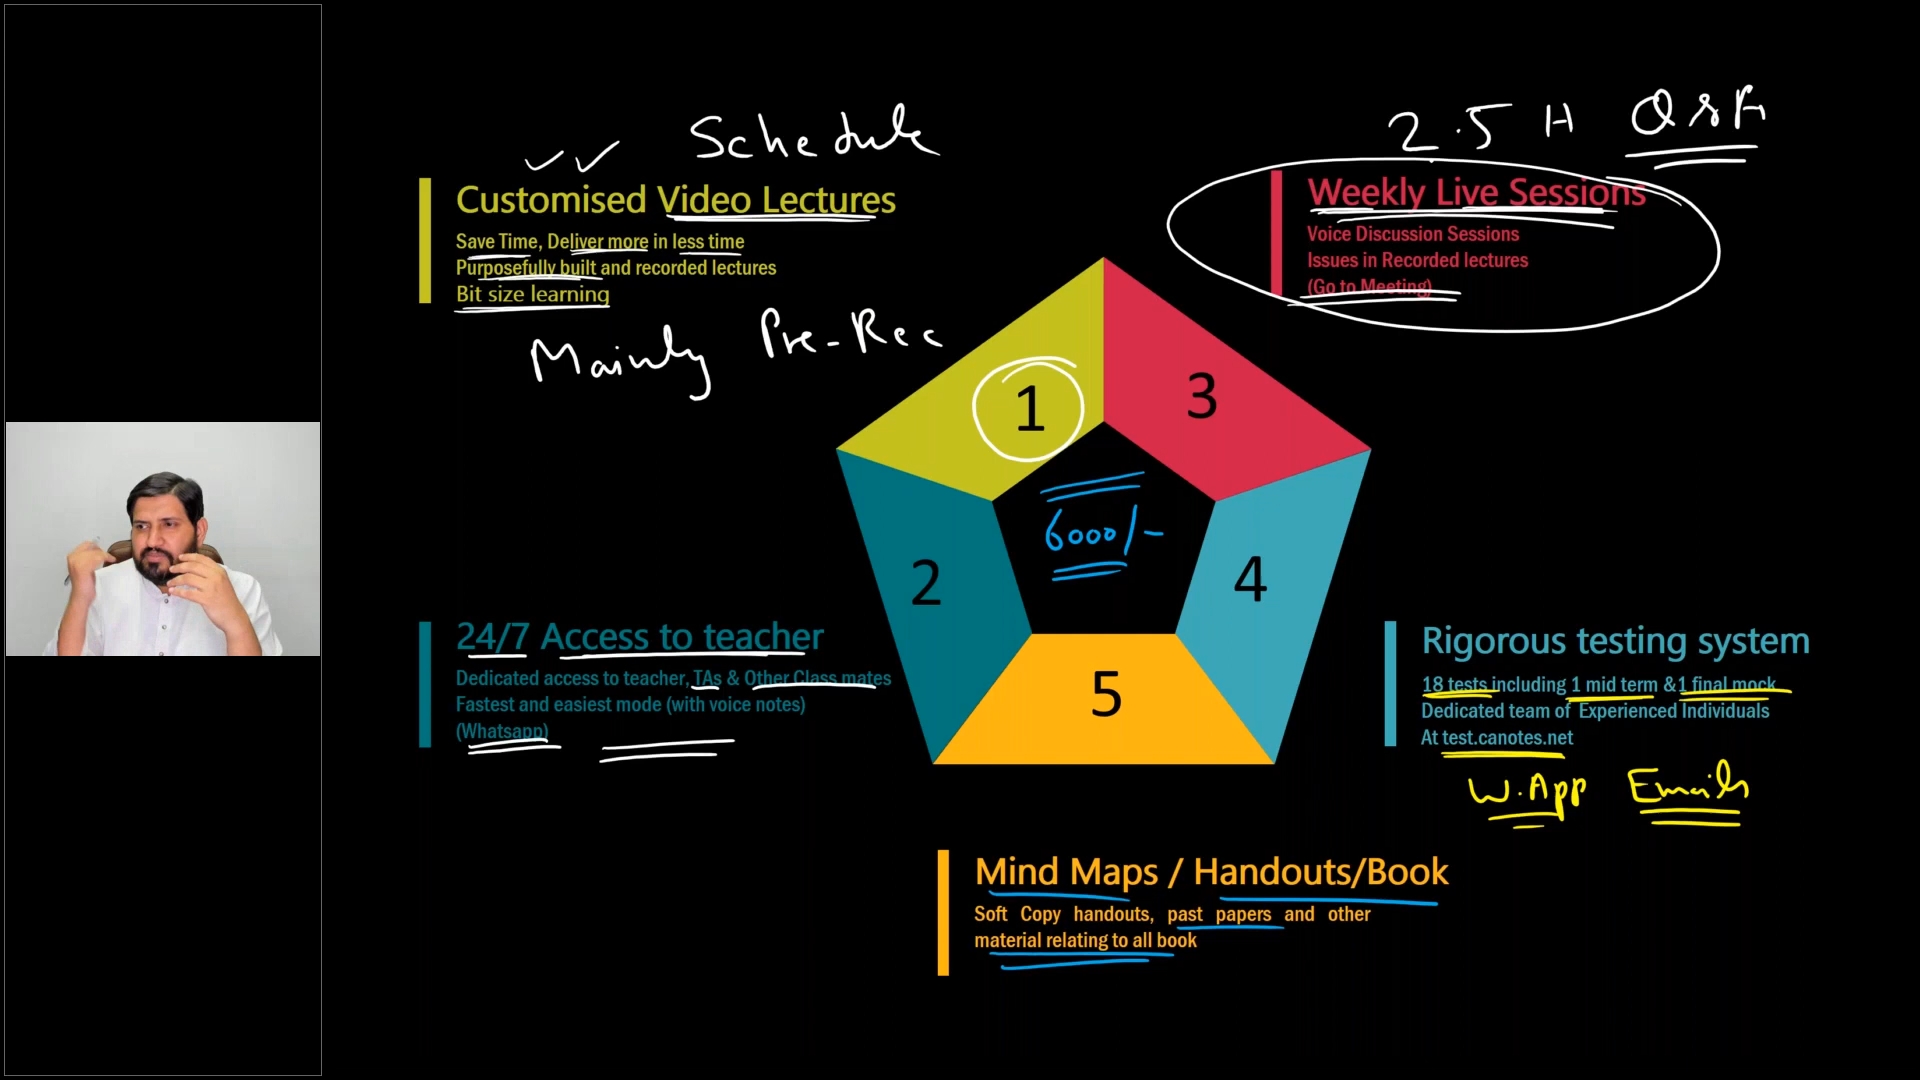 Schedule
Customised Video Lectures
Save Time, Deliver more in less time
Purposefully built and recorded lectures
Bit size learning
Mainly Pre-Rec
2.5 H Q&A
Weekly Live Sessions
Voice Discussion Sessions
Issues in Recorded lectures
(Go to Meeting)
1
3
2
4
5
6000/-
24/7 Access to teacher
Dedicated access to teacher, TAs & Other Class mates
Fastest and easiest mode (with voice notes)
(Whatsapp)
Rigorous testing system
18 tests including 1 mid term &1 final mock
Dedicated team of Experienced Individuals
At test.canotes.net
W.App Emails
Mind Maps / Handouts/Book
Soft Copy handouts, past papers and other
material relating to all book